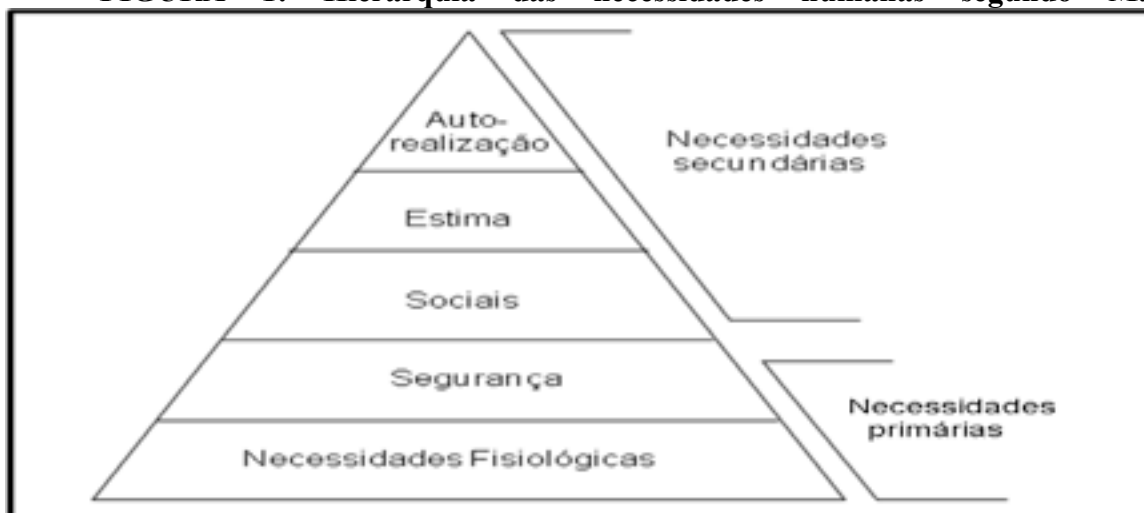 FIGURA 1: Hierarquia das necessidades humanas segundo
Auto-
realização
Estima
Sociais
Segurança
Necessidades Fisiológicas
Necessidades
secundárias
Necessidades
primárias